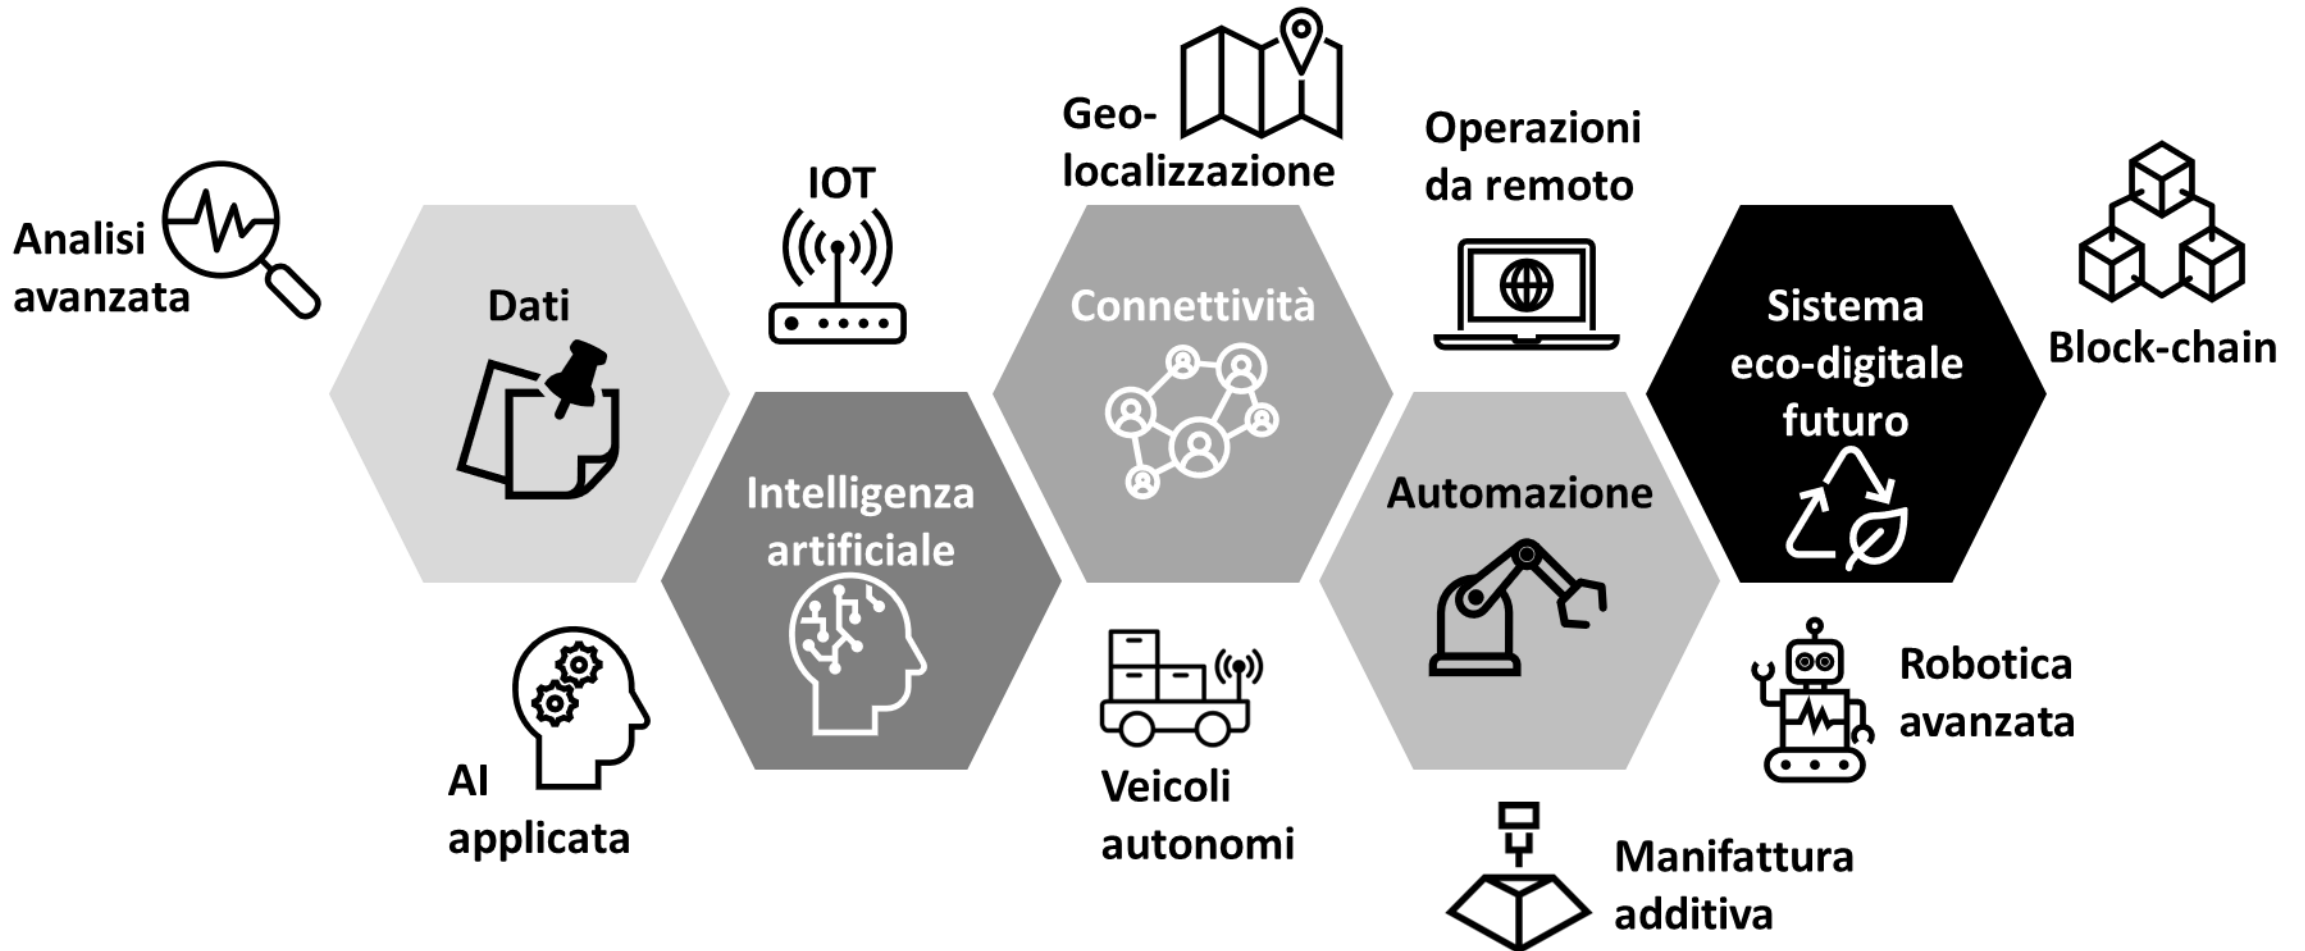 Analisi
avanzata
Dati
AI
applicata
IOT
Intelligenza
artificiale
Geo-
localizzazione
Connettività
Veicoli
autonomi
Operazioni
da remoto
Automazione
Manifattura
additiva
Sistema
eco-digitale
futuro
Robotica
avanzata
Block-chain